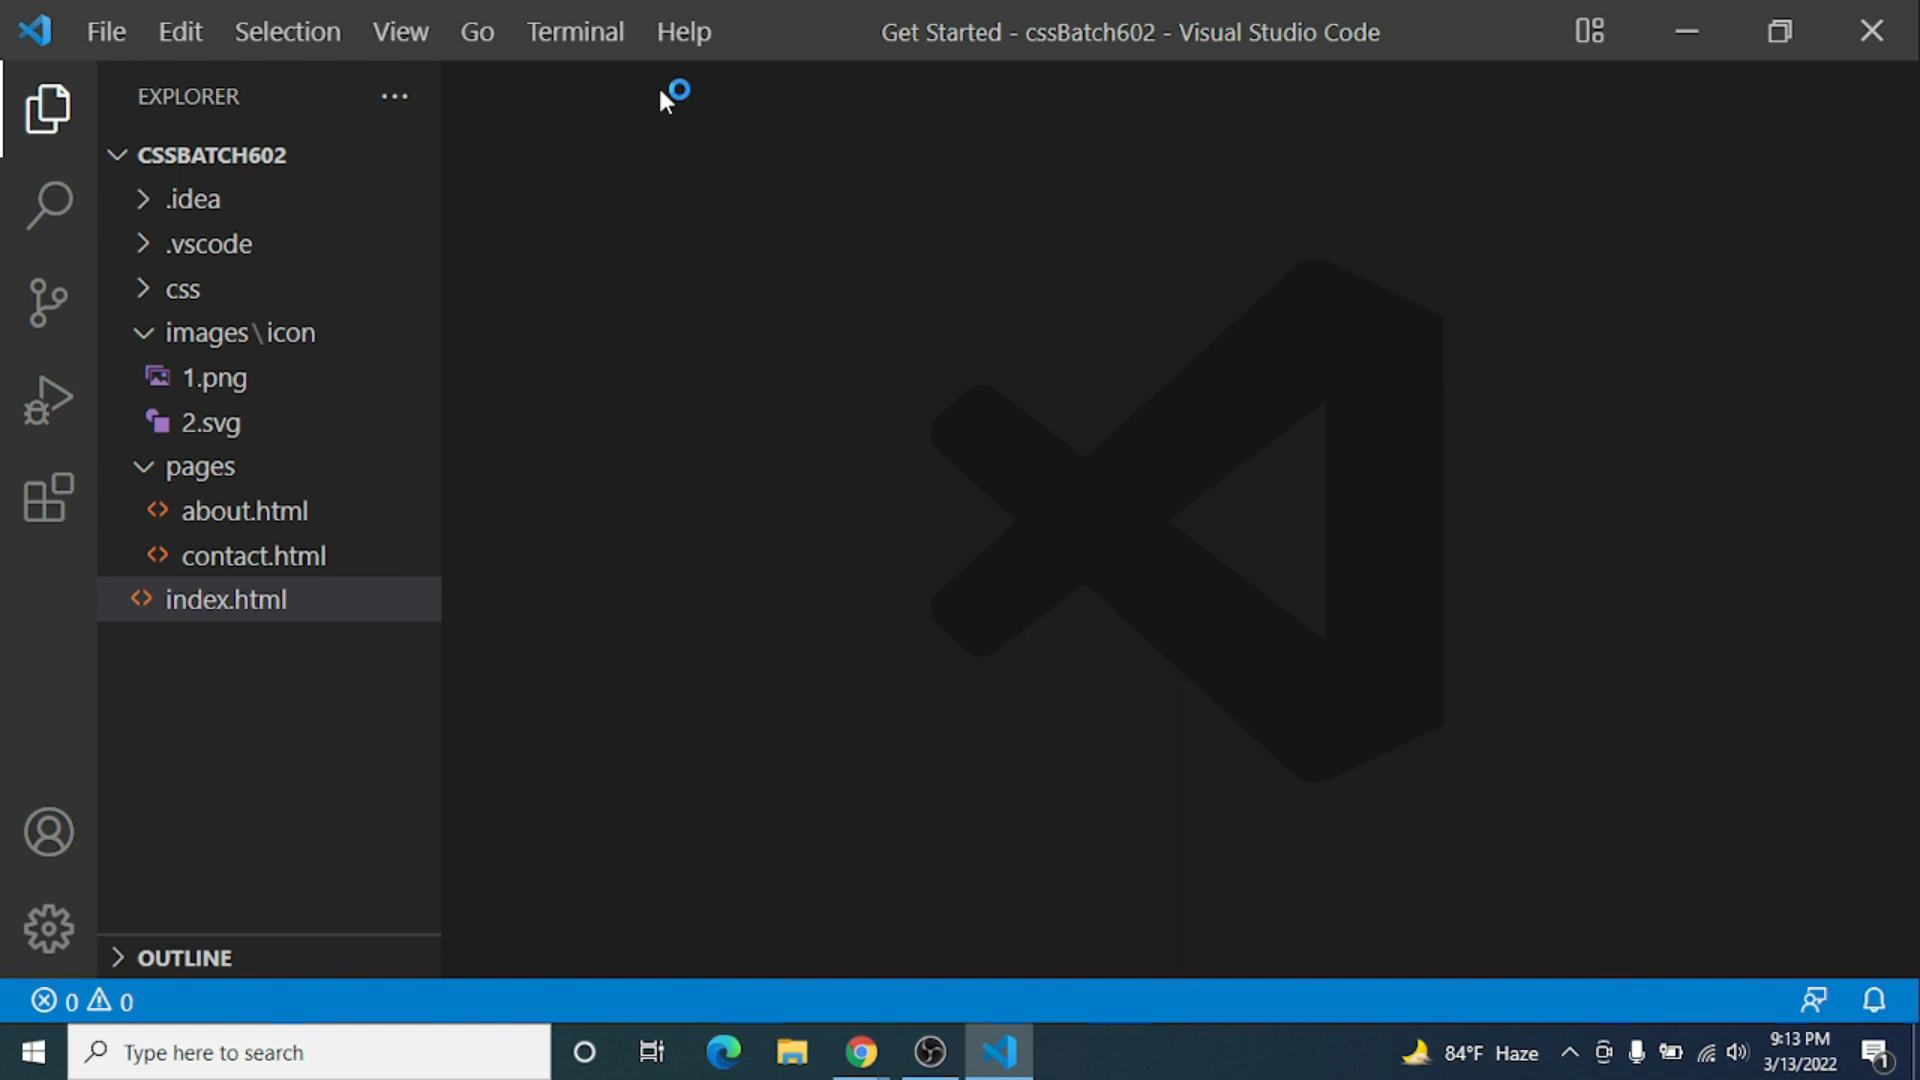 File Edit Selection View Go Terminal Help Get Started - cssBatch602 - Visual Studio Code
EXPLORER
CSSBATCH602
.idea
.vscode
css
images\icon
1.png
2.svg
pages
about.html
contact.html
index.html
OUTLINE
0 0
Type here to search
84°F Haze
9:13 PM
3/13/2022
1